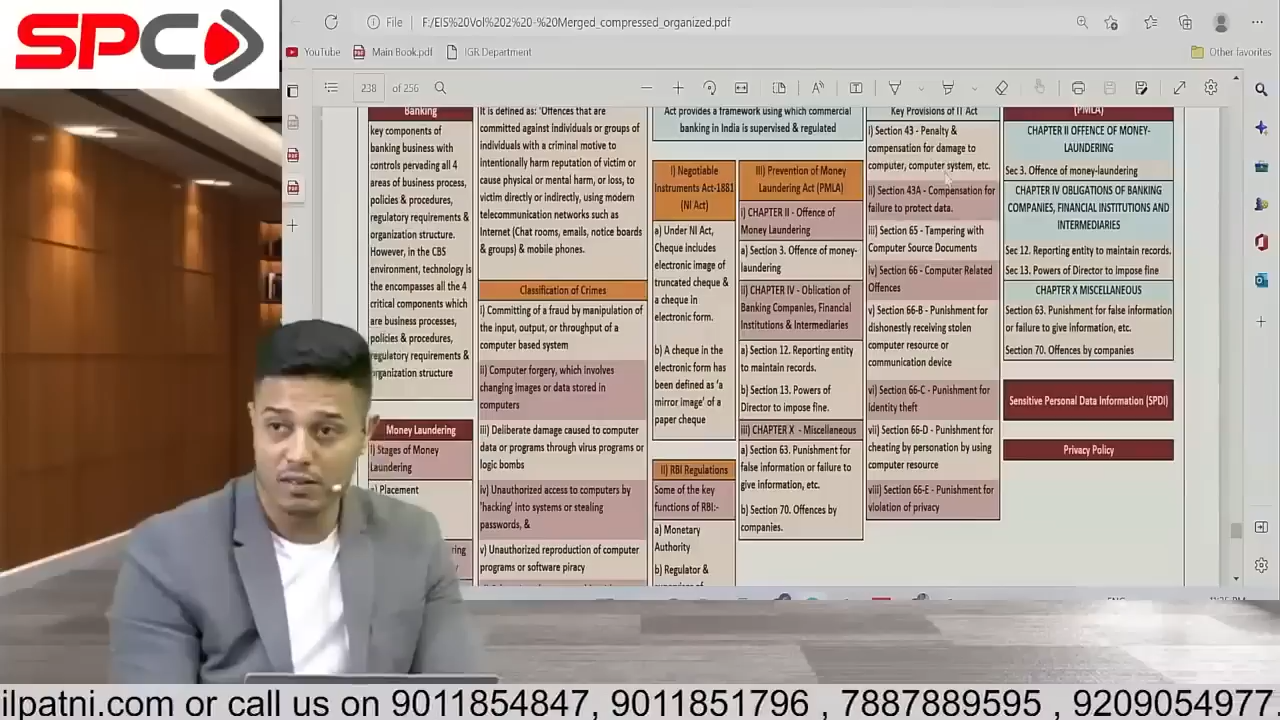 SPC
File
F:/EIS%20Vol%202%20-%20Merged_compressed_organized.pdf
YouTube
Main Book.pdf
IGR Department
Other favorites
238
of 256
Banking
key components of
banking business with
controls pervading all 4
areas of business process,
policies & procedures,
regulatory requirements &
organization structure.
However, in the CBS
environment, technology is
the encompasses all the 4
critical components which
are business processes,
policies & procedures,
regulatory requirements &
organization structure
Money Laundering
I) Stages of Money
Laundering
Placement
It is defined as: 'Offences that are
committed against individuals or groups of
individuals with a criminal motive to
intentionally harm reputation of victim or
cause physical or mental harm, or loss, to
victim directly or indirectly, using modern
telecommunication networks such as
Internet (Chat rooms, emails, notice boards
& groups) & mobile phones.
Classification of Crimes
i) Committing of a fraud by manipulation of
the input, output, or throughput of a
computer based system
ii) Computer forgery, which involves
changing images or data stored in
computers
iii) Deliberate damage caused to computer
data or programs through virus programs or
logic bombs
iv) Unauthorized access to computers by
'hacking' into systems or stealing
passwords, &
v) Unauthorized reproduction of computer
programs or software piracy
Act provides a framework using which commercial
banking in India is supervised & regulated
I) Negotiable
Instruments Act-1881
(NI Act)
a) Under NI Act,
Cheque includes
electronic image of
truncated cheque &
a cheque in
electronic form.
b) A cheque in the
electronic form has
been defined as 'a
mirror image' of a
paper cheque
II) RBI Regulations
Some of the key
functions of RBI:-
a) Monetary
Authority
b) Regulator &
III) Prevention of Money
Laundering Act (PMLA)
i) CHAPTER II - Offence of
Money Laundering
a) Section 3. Offence of money-
laundering
ii) CHAPTER IV - Oblication of
Banking Companies, Financial
Institutions & Intermediaries
a) Section 12. Reporting entity
to maintain records.
b) Section 13. Powers of
Director to impose fine.
iii) CHAPTER X - Miscellaneous
a) Section 63. Punishment for
false information or failure to
give information, etc.
b) Section 70. Offences by
companies.
Key Provisions of IT Act
i) Section 43 - Penalty &
compensation for damage to
computer, computer system, etc.
ii) Section 43A - Compensation for
failure to protect data.
iii) Section 65 - Tampering with
Computer Source Documents
iv) Section 66 - Computer Related
Offences
v) Section 66-B - Punishment for
dishonestly receiving stolen
computer resource or
communication device
vi) Section 66-C - Punishment for
Identity theft
vii) Section 66-D - Punishment for
cheating by personation by using
computer resource
viii) Section 66-E - Punishment for
violation of privacy
(PMLA)
CHAPTER II OFFENCE OF MONEY-
LAUNDERING
Sec 3. Offence of money-laundering
CHAPTER IV OBLIGATIONS OF BANKING
COMPANIES, FINANCIAL INSTITUTIONS AND
INTERMEDIARIES
Sec 12. Reporting entity to maintain records.
Sec 13. Powers of Director to impose fine
CHAPTER X MISCELLANEOUS
Section 63. Punishment for false information
or failure to give information, etc.
Section 70. Offences by companies
Sensitive Personal Data Information (SPDI)
Privacy Policy
ilpatni.com or call us on 9011854847, 9011851796 , 7887889595 , 9209054977.